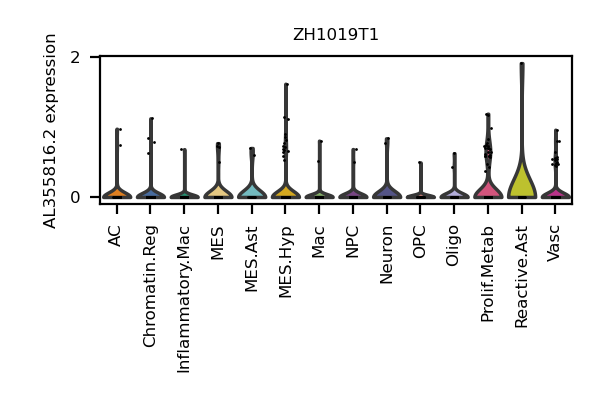 ZH1019T1
AL355816.2 expression
2
0
AC
Chromatin.Reg
Inflammatory.Mac
MES
MES.Ast
MES.Hyp
Mac
NPC
Neuron
OPC
Oligo
Prolif.Metab
Reactive.Ast
Vasc